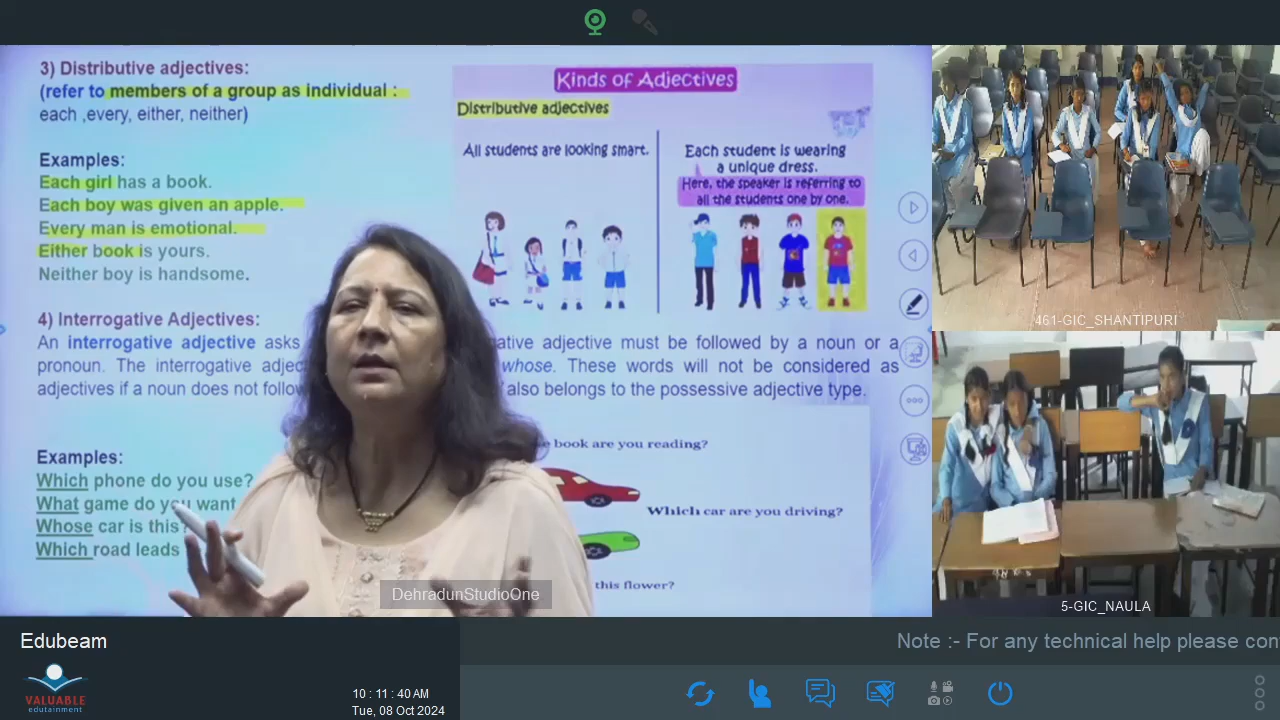 3) Distributive adjectives:
(refer to members of a group as individual :
each ,every, either, neither)
Examples:
Each girl has a book.
Each boy was given an apple.
Every man is emotional.
Either book is yours.
Neither boy is handsome.
Kinds of Adjectives
Distributive adjectives
All students are looking smart.
Each student is wearing
a unique dress.
Here, the speaker is referring to
all the students one by one.
4) Interrogative Adjectives:
An interrogative adjective asks adjective must be followed by a noun or a
pronoun. The interrogative whose. These words will not be considered as
adjectives if a noun does not also belongs to the possessive adjective type.
Examples:
Which phone do you use?
What game do you want
Whose car is this?
Which road leads
book are you reading?
Which car are you driving?
this flower?
DehradunStudioOne
461-GIC_SHANTIPURI
5-GIC_NAULA
Edubeam
Note :- For any technical help please
VALUABLE
edutainment
10 : 11 : 40 AM
Tue, 08 Oct 2024